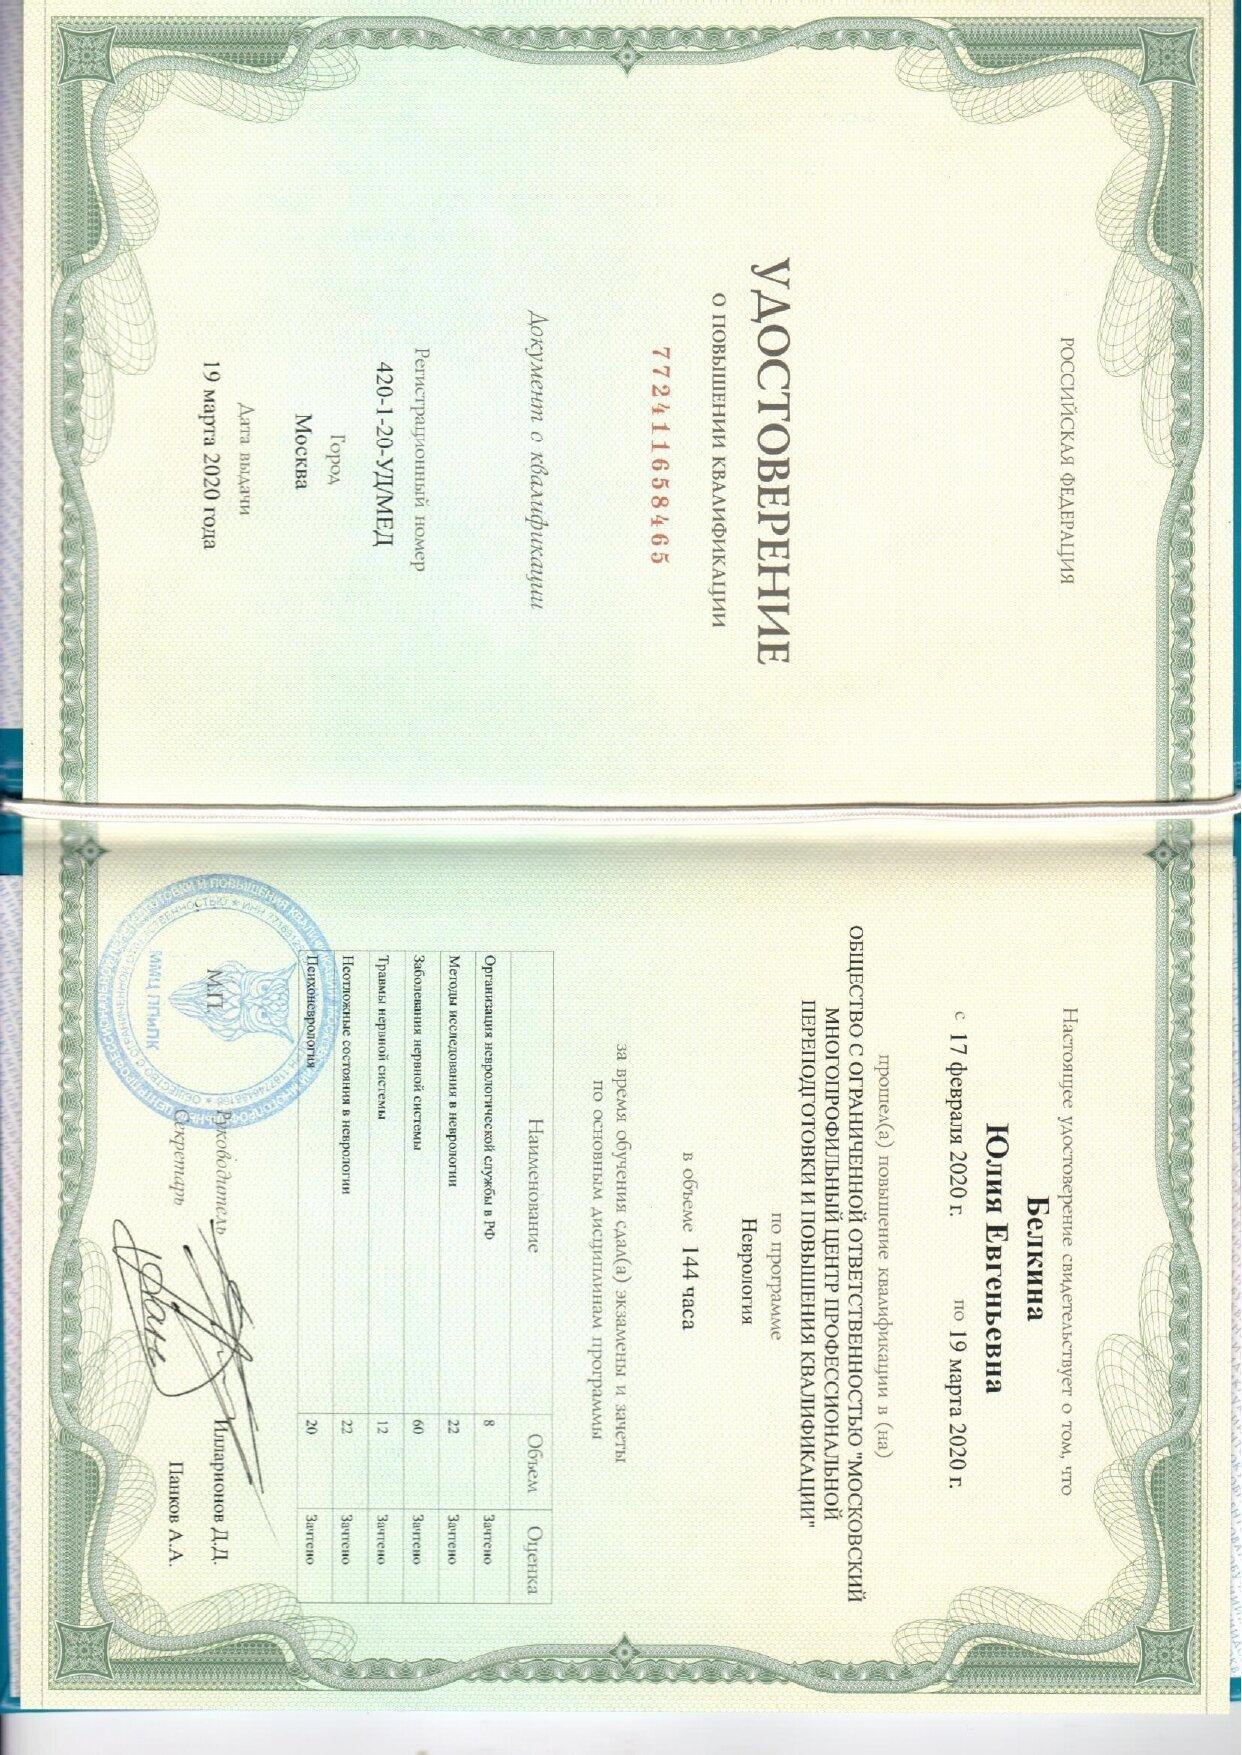 РОССИЙСКАЯ ФЕДЕРАЦИЯ
УДОСТОВЕРЕНИЕ
О ПОВЫШЕНИИ КВАЛИФИКАЦИИ
772411658465
Документ о квалификации
Регистрационный номер
420-1-20-УД/МЕД
Город
Москва
Дата выдачи
19 марта 2020 года
Настоящее удостоверение свидетельствует о том, что
Белкина
Юлия Евгеньевна
с 17 февраля 2020 г. по 19 марта 2020 г.
прошел(а) повышение квалификации в (на)
ОБЩЕСТВО С ОГРАНИЧЕННОЙ ОТВЕТСТВЕННОСТЬЮ "МОСКОВСКИЙ
МНОГОПРОФИЛЬНЫЙ ЦЕНТР ПРОФЕССИОНАЛЬНОЙ
ПЕРЕПОДГОТОВКИ И ПОВЫШЕНИЯ КВАЛИФИКАЦИИ"
по программе
Неврология
в объеме 144 часа
за время обучения сдал(а) экзамены и зачеты
по основным дисциплинам программы
Наименование Объем Оценка
Организация неврологической службы в РФ 8 Зачтено
Методы исследования в неврологии 22 Зачтено
Заболевания нервной системы 60 Зачтено
Травмы нервной системы 12 Зачтено
Неотложные состояния в неврологии 22 Зачтено
Психоневрология 20 Зачтено
М.П. Руководитель Илларионов Д.Д.
Секретарь Панков А.А.
ММЦ ППиПК